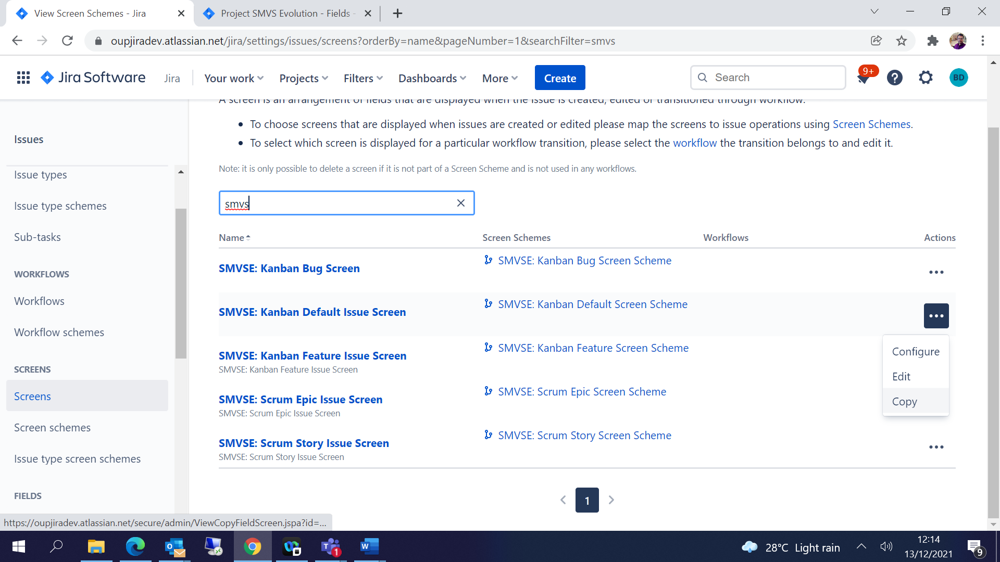 View Screen Schemes - Jira
Project SMVS Evolution - Fields -
oupjiradev.atlassian.net/jira/settings/issues/screens?orderBy=name&pageNumber=1&searchFilter=smvs
Jira Software
Jira
Your work
Projects
Filters
Dashboards
More
Create
Search
9+
BD
A screen is an arrangement of fields that are displayed when the issue is created, edited or transitioned through workflow.
• To choose screens that are displayed when issues are created or edited please map the screens to issue operations using Screen Schemes.
• To select which screen is displayed for a particular workflow transition, please select the workflow the transition belongs to and edit it.
Note: it is only possible to delete a screen if it is not part of a Screen Scheme and is not used in any workflows.
smvs
Issues
Issue types
Issue type schemes
Sub-tasks
WORKFLOWS
Workflows
Workflow schemes
SCREENS
Screens
Screen schemes
Issue type screen schemes
FIELDS
Name Screen Schemes Workflows Actions
SMVSE: Kanban Bug Screen
SMVSE: Kanban Bug Screen Scheme
SMVSE: Kanban Default Issue Screen
SMVSE: Kanban Default Screen Scheme
SMVSE: Kanban Feature Issue Screen
SMVSE: Kanban Feature Issue Screen
SMVSE: Kanban Feature Screen Scheme
SMVSE: Scrum Epic Issue Screen
SMVSE: Scrum Epic Issue Screen
SMVSE: Scrum Epic Screen Scheme
SMVSE: Scrum Story Issue Screen
SMVSE: Scrum Story Issue Screen
SMVSE: Scrum Story Screen Scheme
Configure
Edit
Copy
1
https://oupjiradev.atlassian.net/secure/admin/ViewCopyFieldScreen.jspa?id=...
28°C Light rain
12:14
13/12/2021
9
1